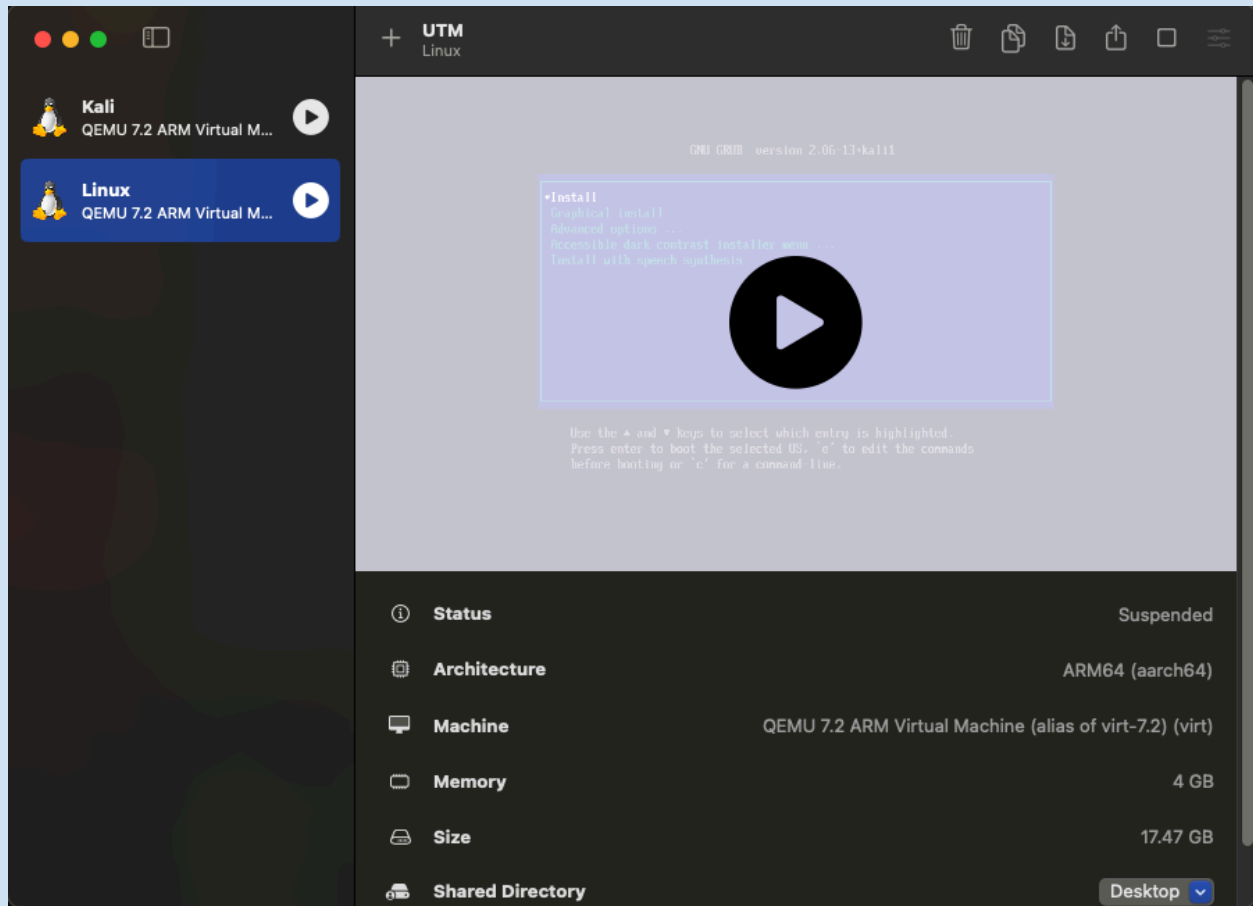 UTM
Linux
Kali
QEMU 7.2 ARM Virtual M...
Linux
QEMU 7.2 ARM Virtual M...
GNU GRUB version 2.06-13+kali1
*Install
Graphical install
Advanced options ...
Accessible dark contrast installer menu ...
Install with speech synthesis
Use the ▲ and ▼ keys to select which entry is highlighted.
Press enter to boot the selected OS, `e' to edit the commands
before booting or `c' for a command-line.
Status Suspended
Architecture ARM64 (aarch64)
Machine QEMU 7.2 ARM Virtual Machine (alias of virt-7.2) (virt)
Memory 4 GB
Size 17.47 GB
Shared Directory Desktop